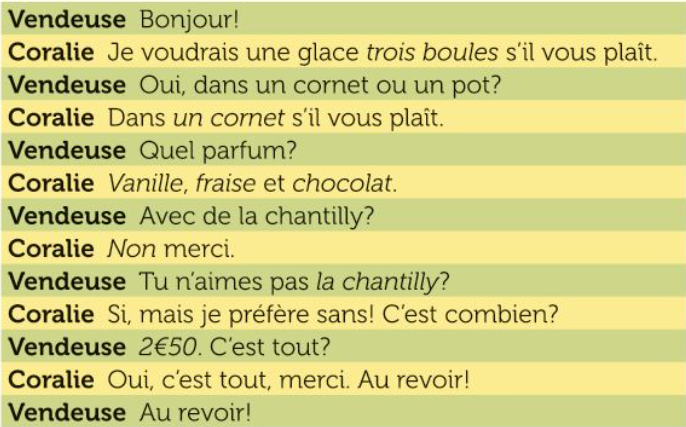 Vendeuse Bonjour!
Coralie Je voudrais une glace trois boules s'il vous plaît.
Vendeuse Oui, dans un cornet ou un pot?
Coralie Dans un cornet s'il vous plaît.
Vendeuse Quel parfum?
Coralie Vanille, fraise et chocolat.
Vendeuse Avec de la chantilly?
Coralie Non merci.
Vendeuse Tu n'aimes pas la chantilly?
Coralie Si, mais je préfère sans! C'est combien?
Vendeuse 2€50. C'est tout?
Coralie Oui, c'est tout, merci. Au revoir!
Vendeuse Au revoir!